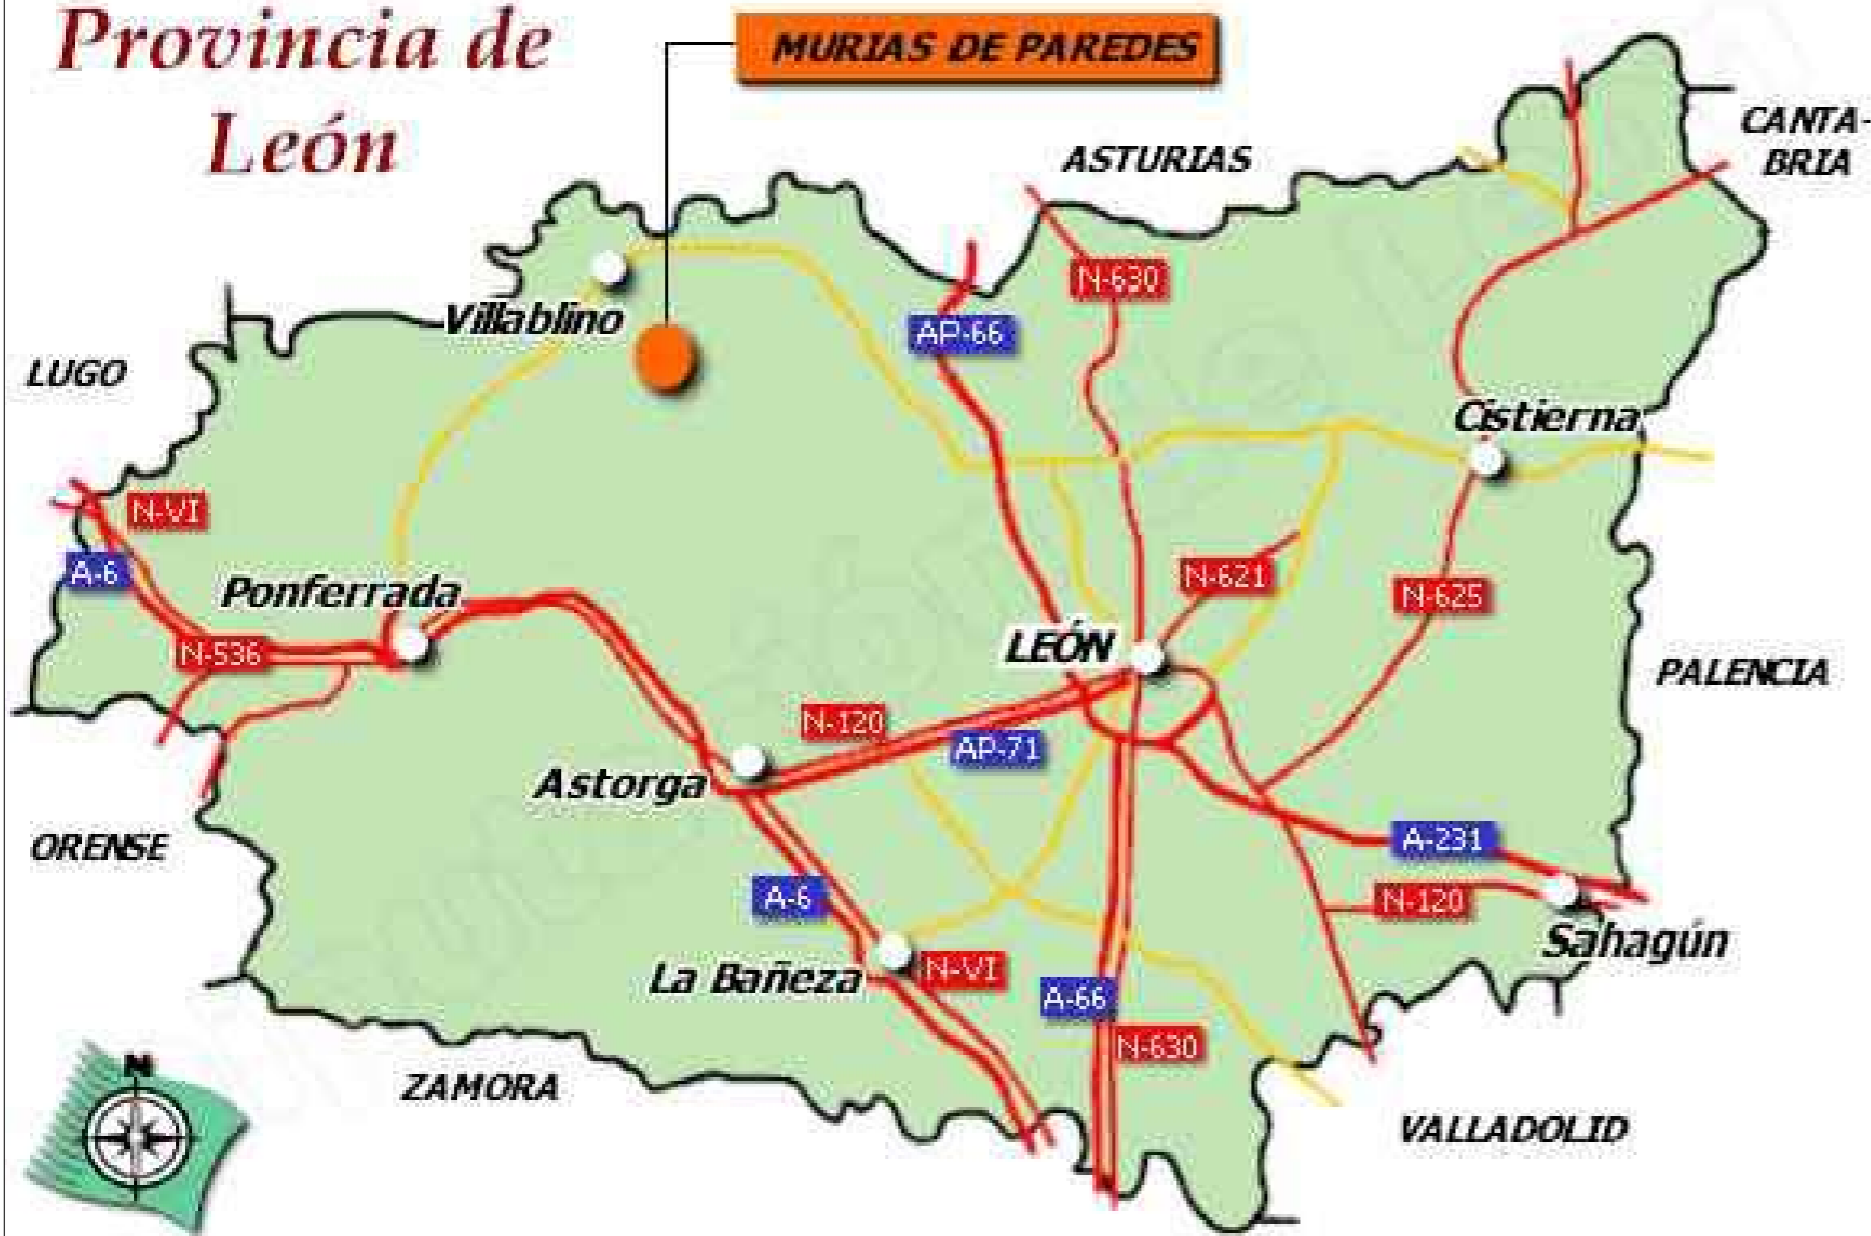 Provincia de
León
MURIAS DE PAREDES
ASTURIAS
CANTA-
BRIA
N-630
Villablino
AP-66
LUGO
Cistierna
N-VI
A-6
Ponferrada
N-621
N-625
N-536
LEÓN
PALENCIA
N-120
AP-71
Astorga
ORENSE
A-231
A-6
N-120
Sahagún
La Bañeza
N-VI
A-66
N-630
N
ZAMORA
VALLADOLID